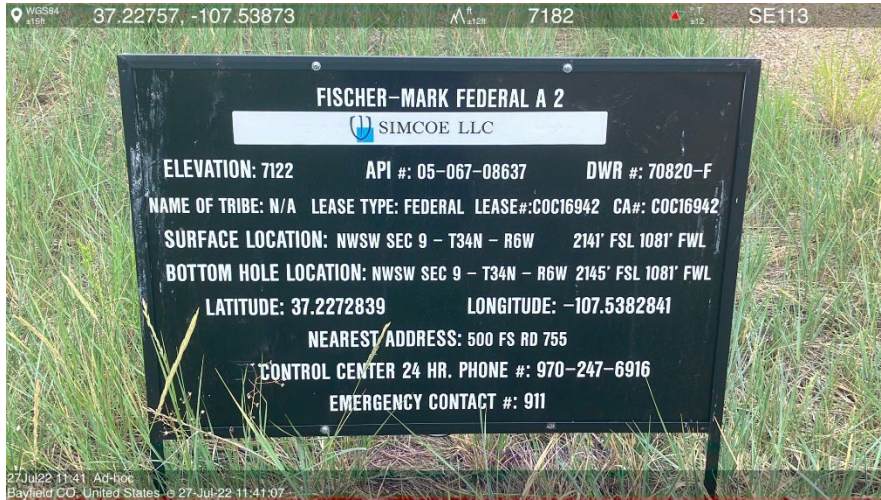 WGS84 ±15ft 37.22757, -107.53873 ft ±12ft 7182 T ±12 SE113
FISCHER-MARK FEDERAL A 2
SIMCOE LLC
ELEVATION: 7122 API #: 05-067-08637 DWR #: 70820-F
NAME OF TRIBE: N/A LEASE TYPE: FEDERAL LEASE#:COC16942 CA#: COC16942
SURFACE LOCATION: NWSW SEC 9 - T34N - R6W 2141' FSL 1081' FWL
BOTTOM HOLE LOCATION: NWSW SEC 9 - T34N - R6W 2145' FSL 1081' FWL
LATITUDE: 37.2272839 LONGITUDE: -107.5382841
NEAREST ADDRESS: 500 FS RD 755
CONTROL CENTER 24 HR. PHONE #: 970-247-6916
EMERGENCY CONTACT #: 911
27Jul22 11:41 Ad-hoc
Bayfield CO, United States 27-Jul-22 11:41:07